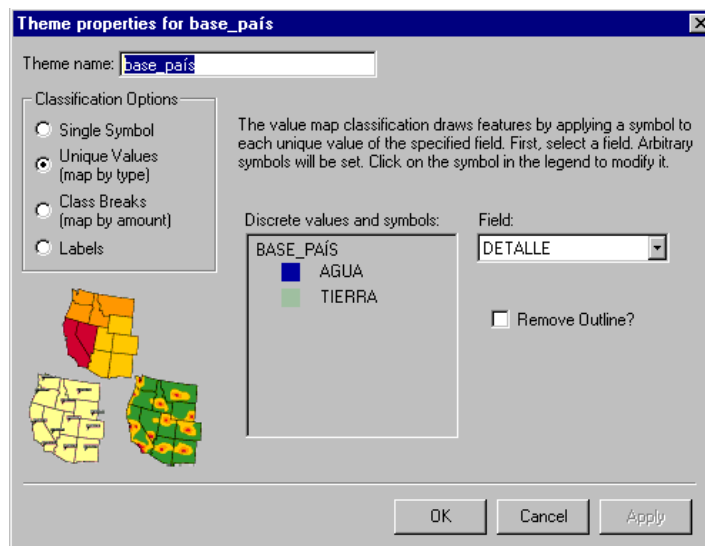 Theme properties for base_país
Theme name: base_país
Classification Options
Single Symbol
Unique Values
(map by type)
Class Breaks
(map by amount)
Labels
The value map classification draws features by applying a symbol to
each unique value of the specified field. First, select a field. Arbitrary
symbols will be set. Click on the symbol in the legend to modify it.
Discrete values and symbols:
BASE_PAÍS
AGUA
TIERRA
Field:
DETALLE
Remove Outline?
OK Cancel Apply